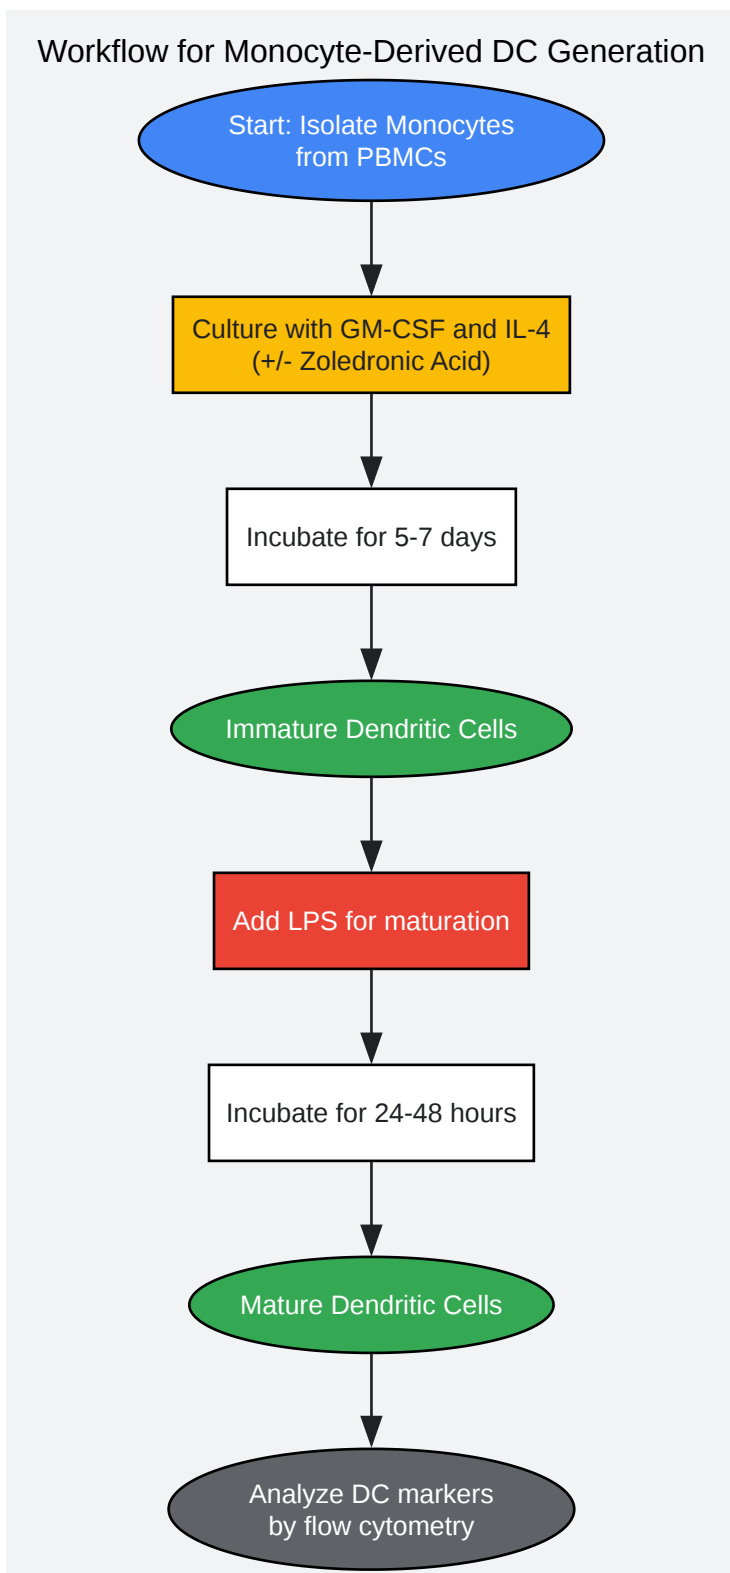 Workflow for Monocyte-Derived DC Generation
Start: Isolate Monocytes
from PBMCs
Culture with GM-CSF and IL-4
(+/- Zoledronic Acid)
Incubate for 5-7 days
Immature Dendritic Cells
Add LPS for maturation
Incubate for 24-48 hours
Mature Dendritic Cells
Analyze DC markers
by flow cytometry